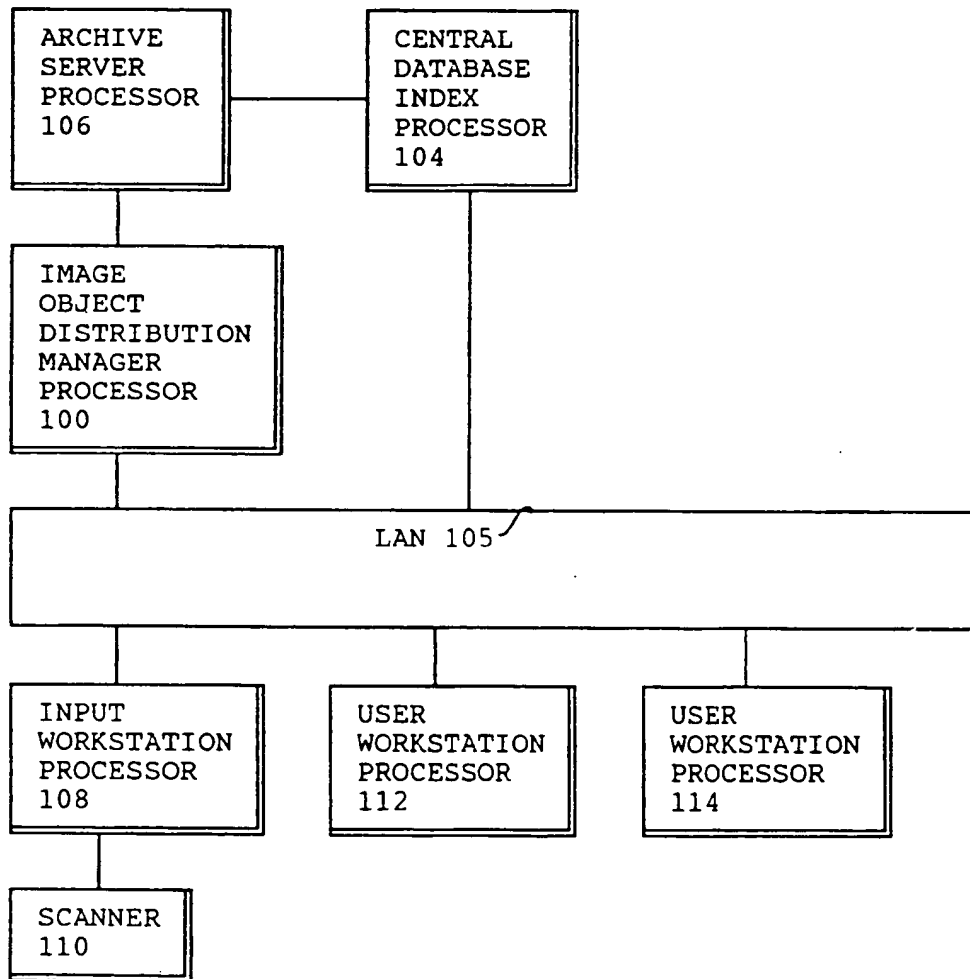 ARCHIVE
SERVER
PROCESSOR
106
CENTRAL
DATABASE
INDEX
PROCESSOR
104
IMAGE
OBJECT
DISTRIBUTION
MANAGER
PROCESSOR
100
LAN 105
INPUT
WORKSTATION
PROCESSOR
108
USER
WORKSTATION
PROCESSOR
112
USER
WORKSTATION
PROCESSOR
114
SCANNER
110